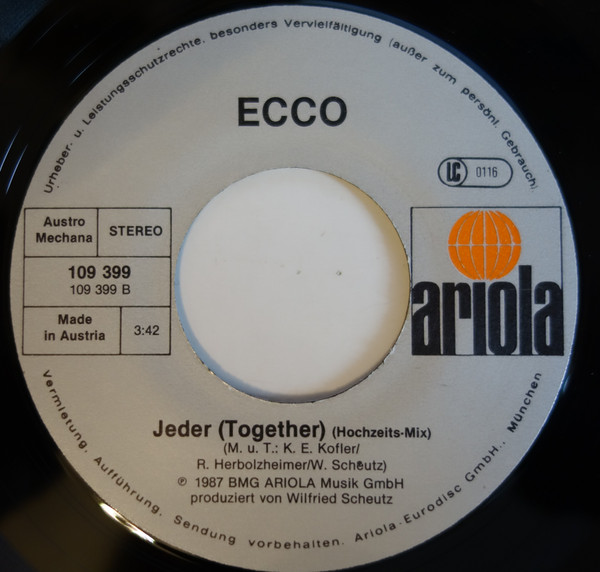 Urheber- u. Leistungsschutzrechte, besonders Vervielfältigung (außer zum persönl. Gebrauch)
ECCO
LC 0116
Austro
Mechana
STEREO
109 399
109 399 B
Made
in Austria
3:42
ariola
Jeder (Together) (Hochzeits-Mix)
(M. u. T.: K. E. Kofler/
R. Herbolzheimer/W. Scheutz)
℗ 1987 BMG ARIOLA Musik GmbH
produziert von Wilfried Scheutz
Vermietung, Aufführung, Sendung vorbehalten. Ariola-Eurodisc GmbH., München